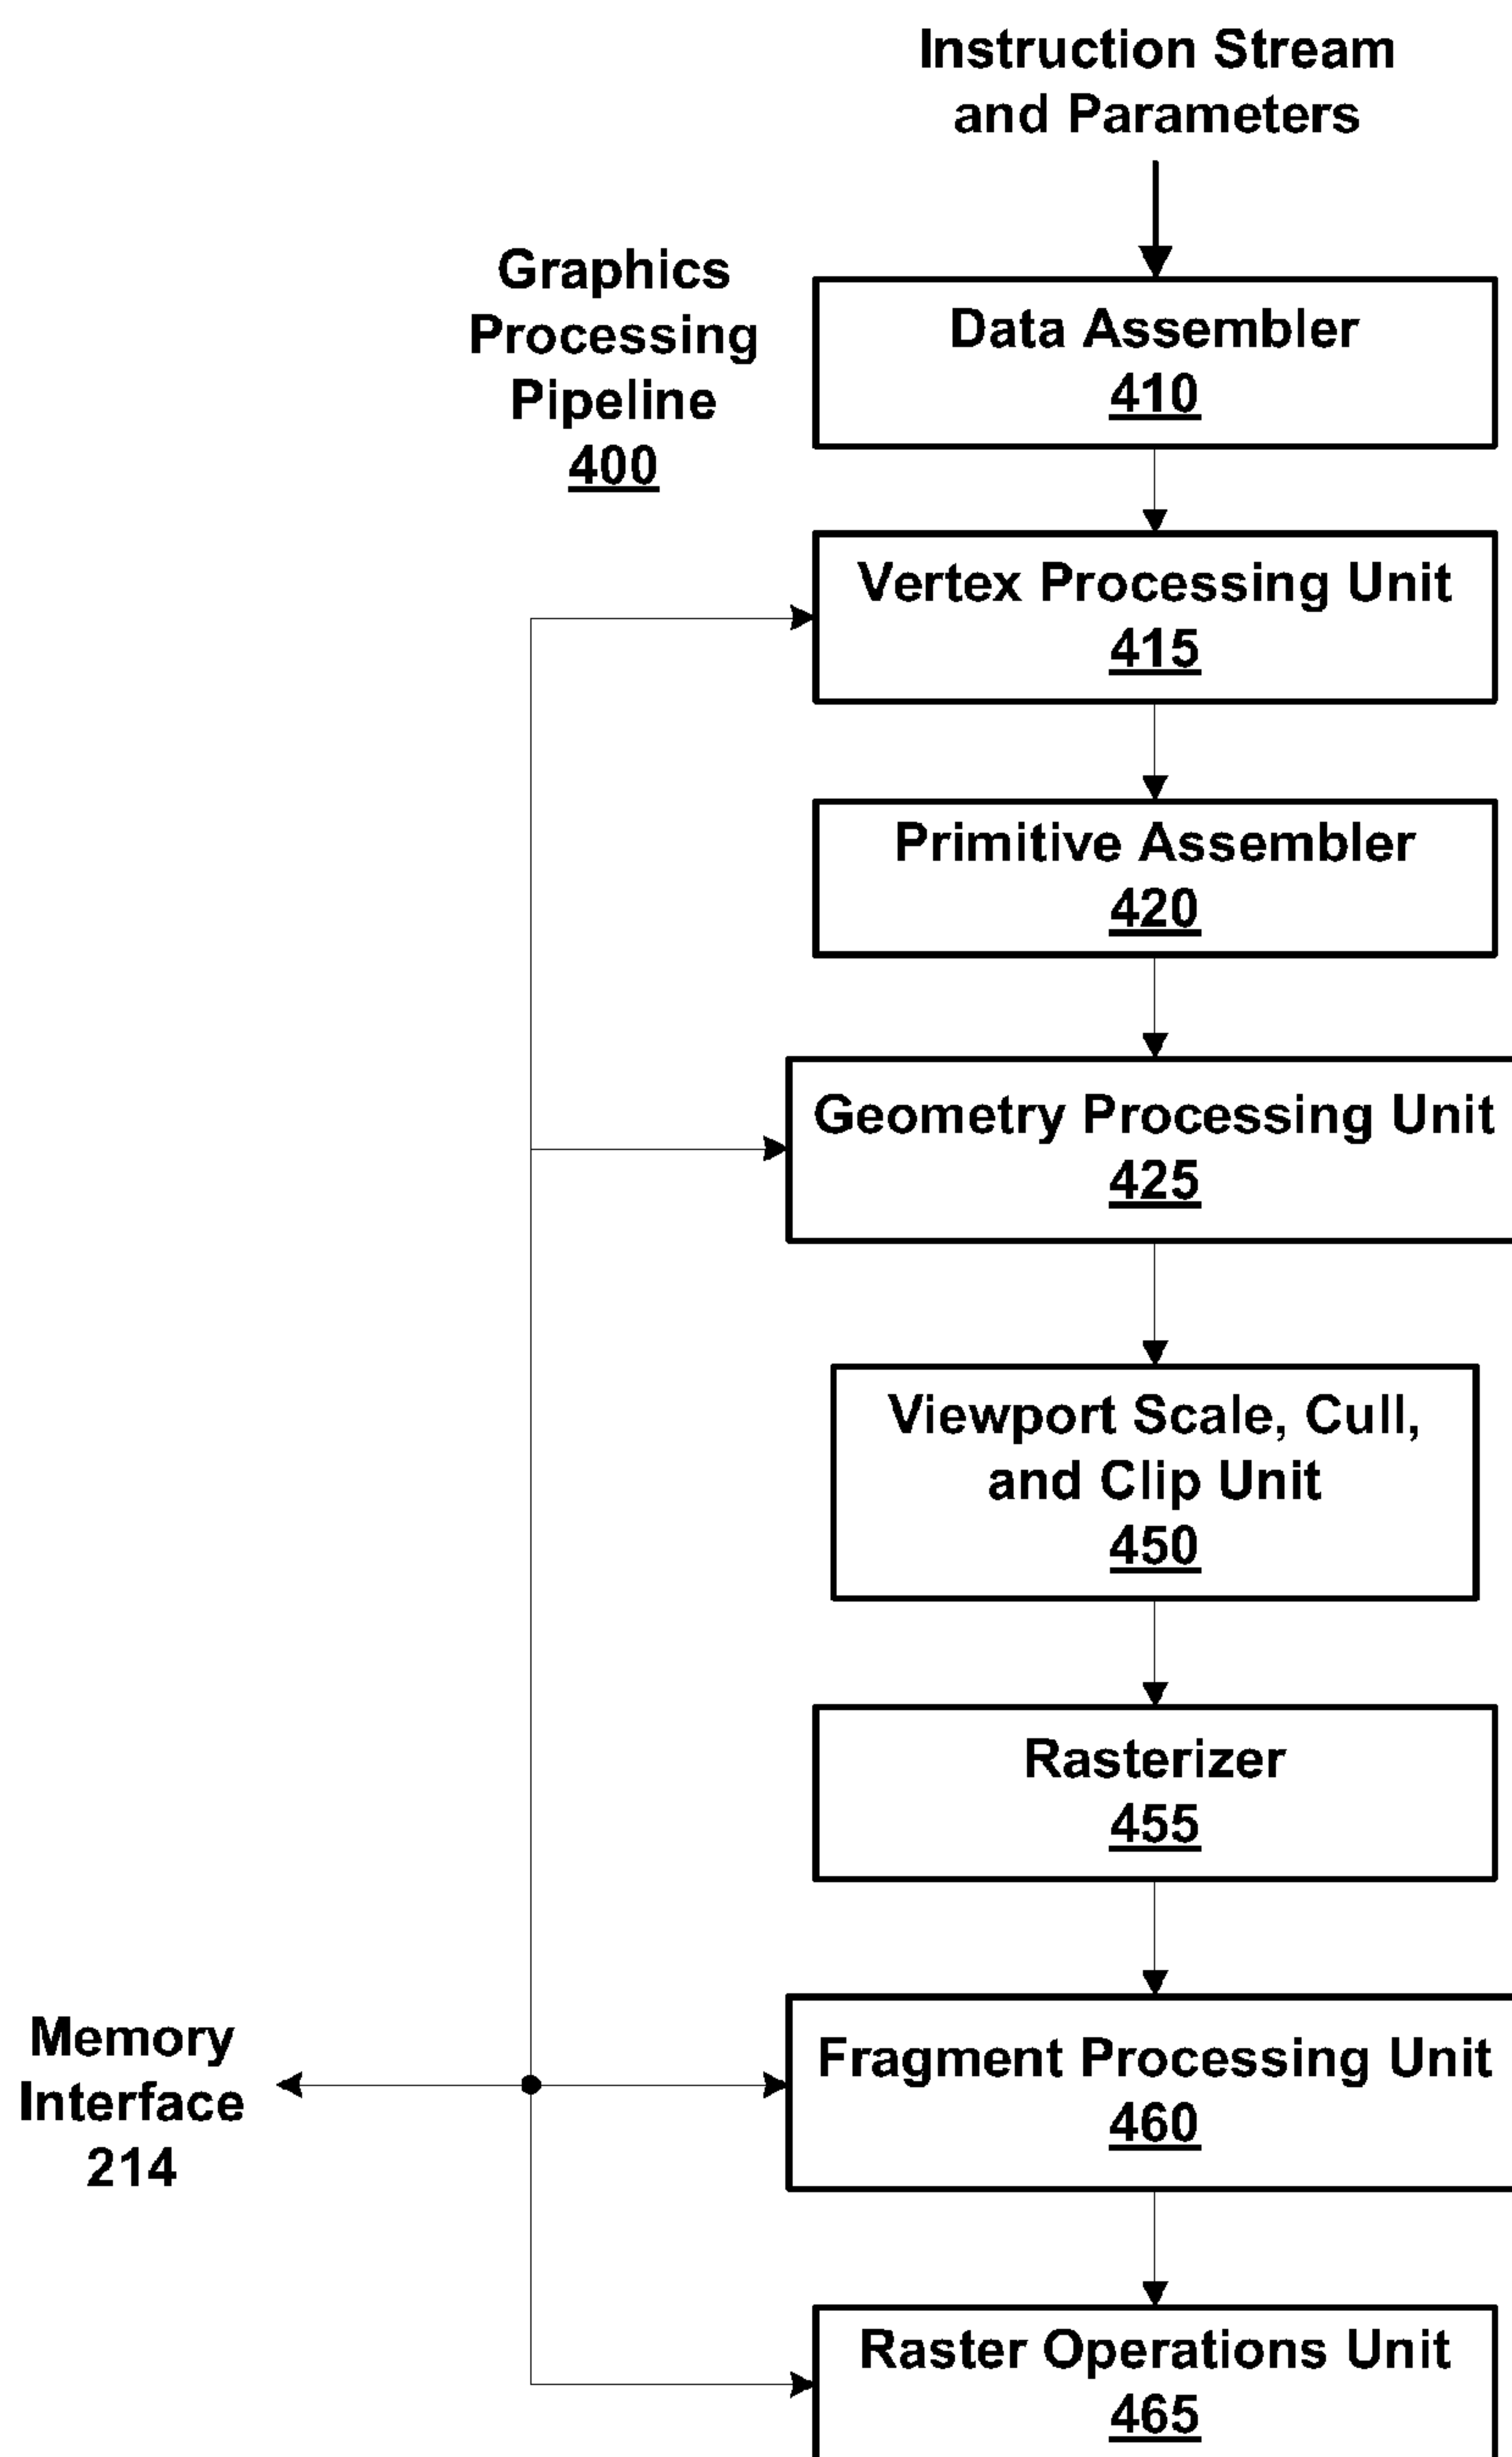 Instruction Stream
and Parameters
Graphics
Processing
Pipeline
400
Data Assembler
410
Vertex Processing Unit
415
Primitive Assembler
420
Geometry Processing Unit
425
Viewport Scale, Cull,
and Clip Unit
450
Rasterizer
455
Memory
Interface
214
Fragment Processing Unit
460
Raster Operations Unit
465